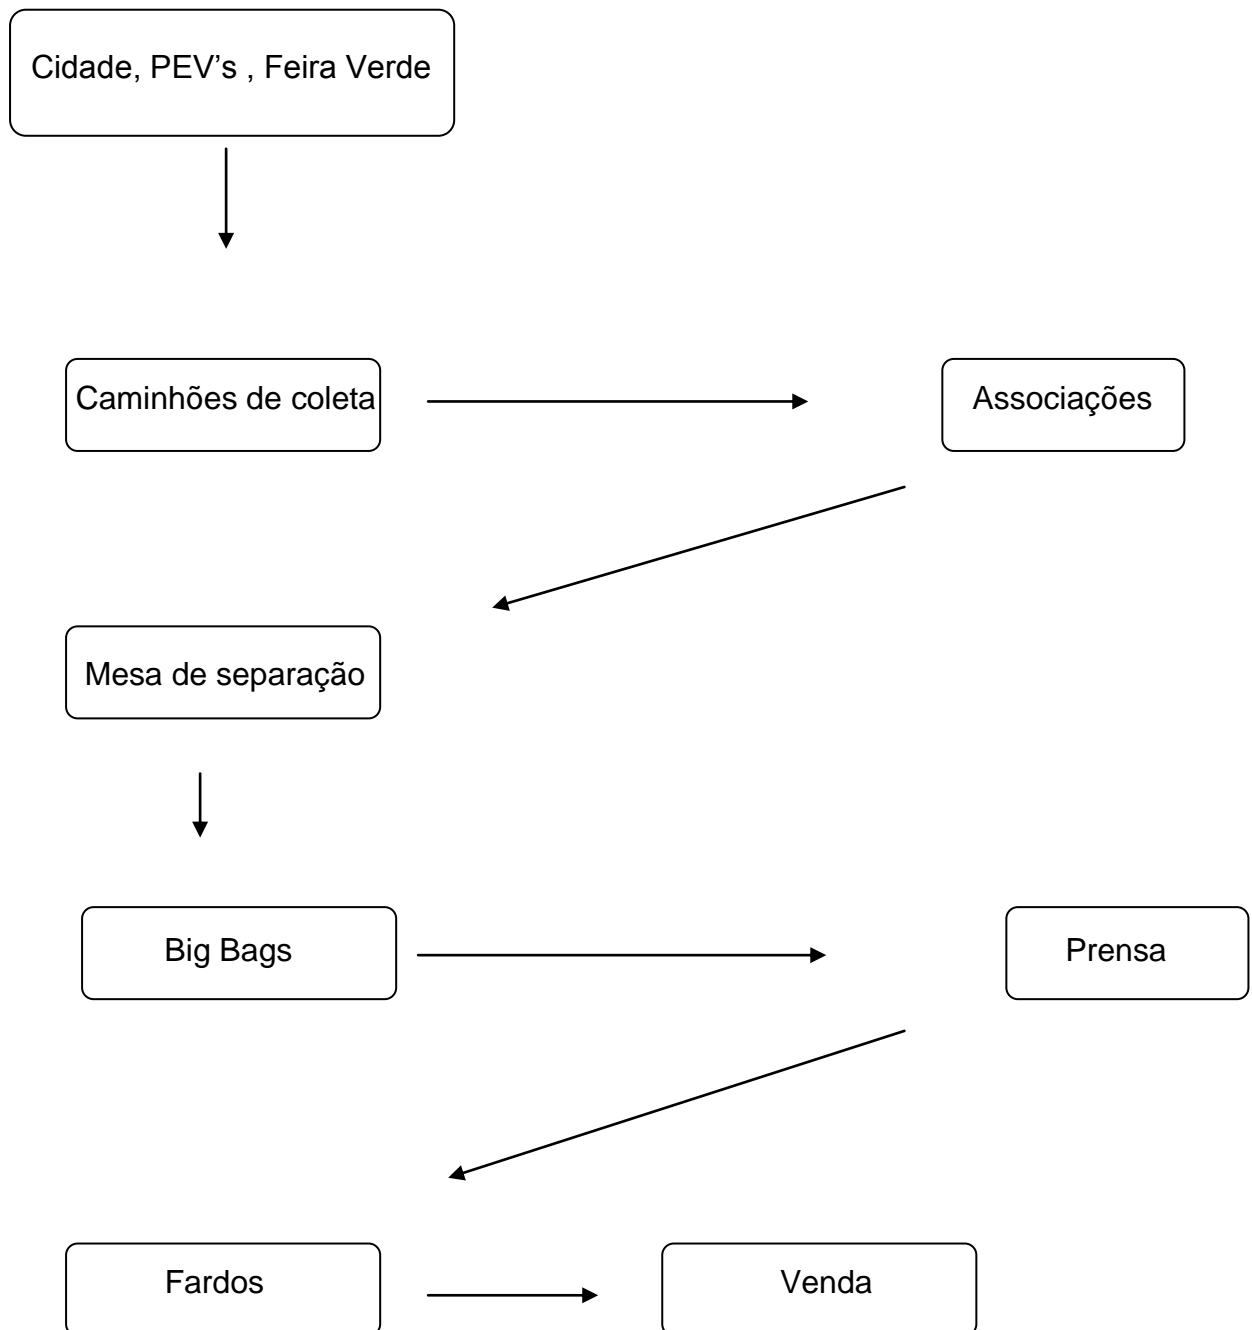 Cidade, PEV’s , Feira Verde
Caminhões de coleta
Associações
Mesa de separação
Big Bags
Prensa
Fardos
Venda